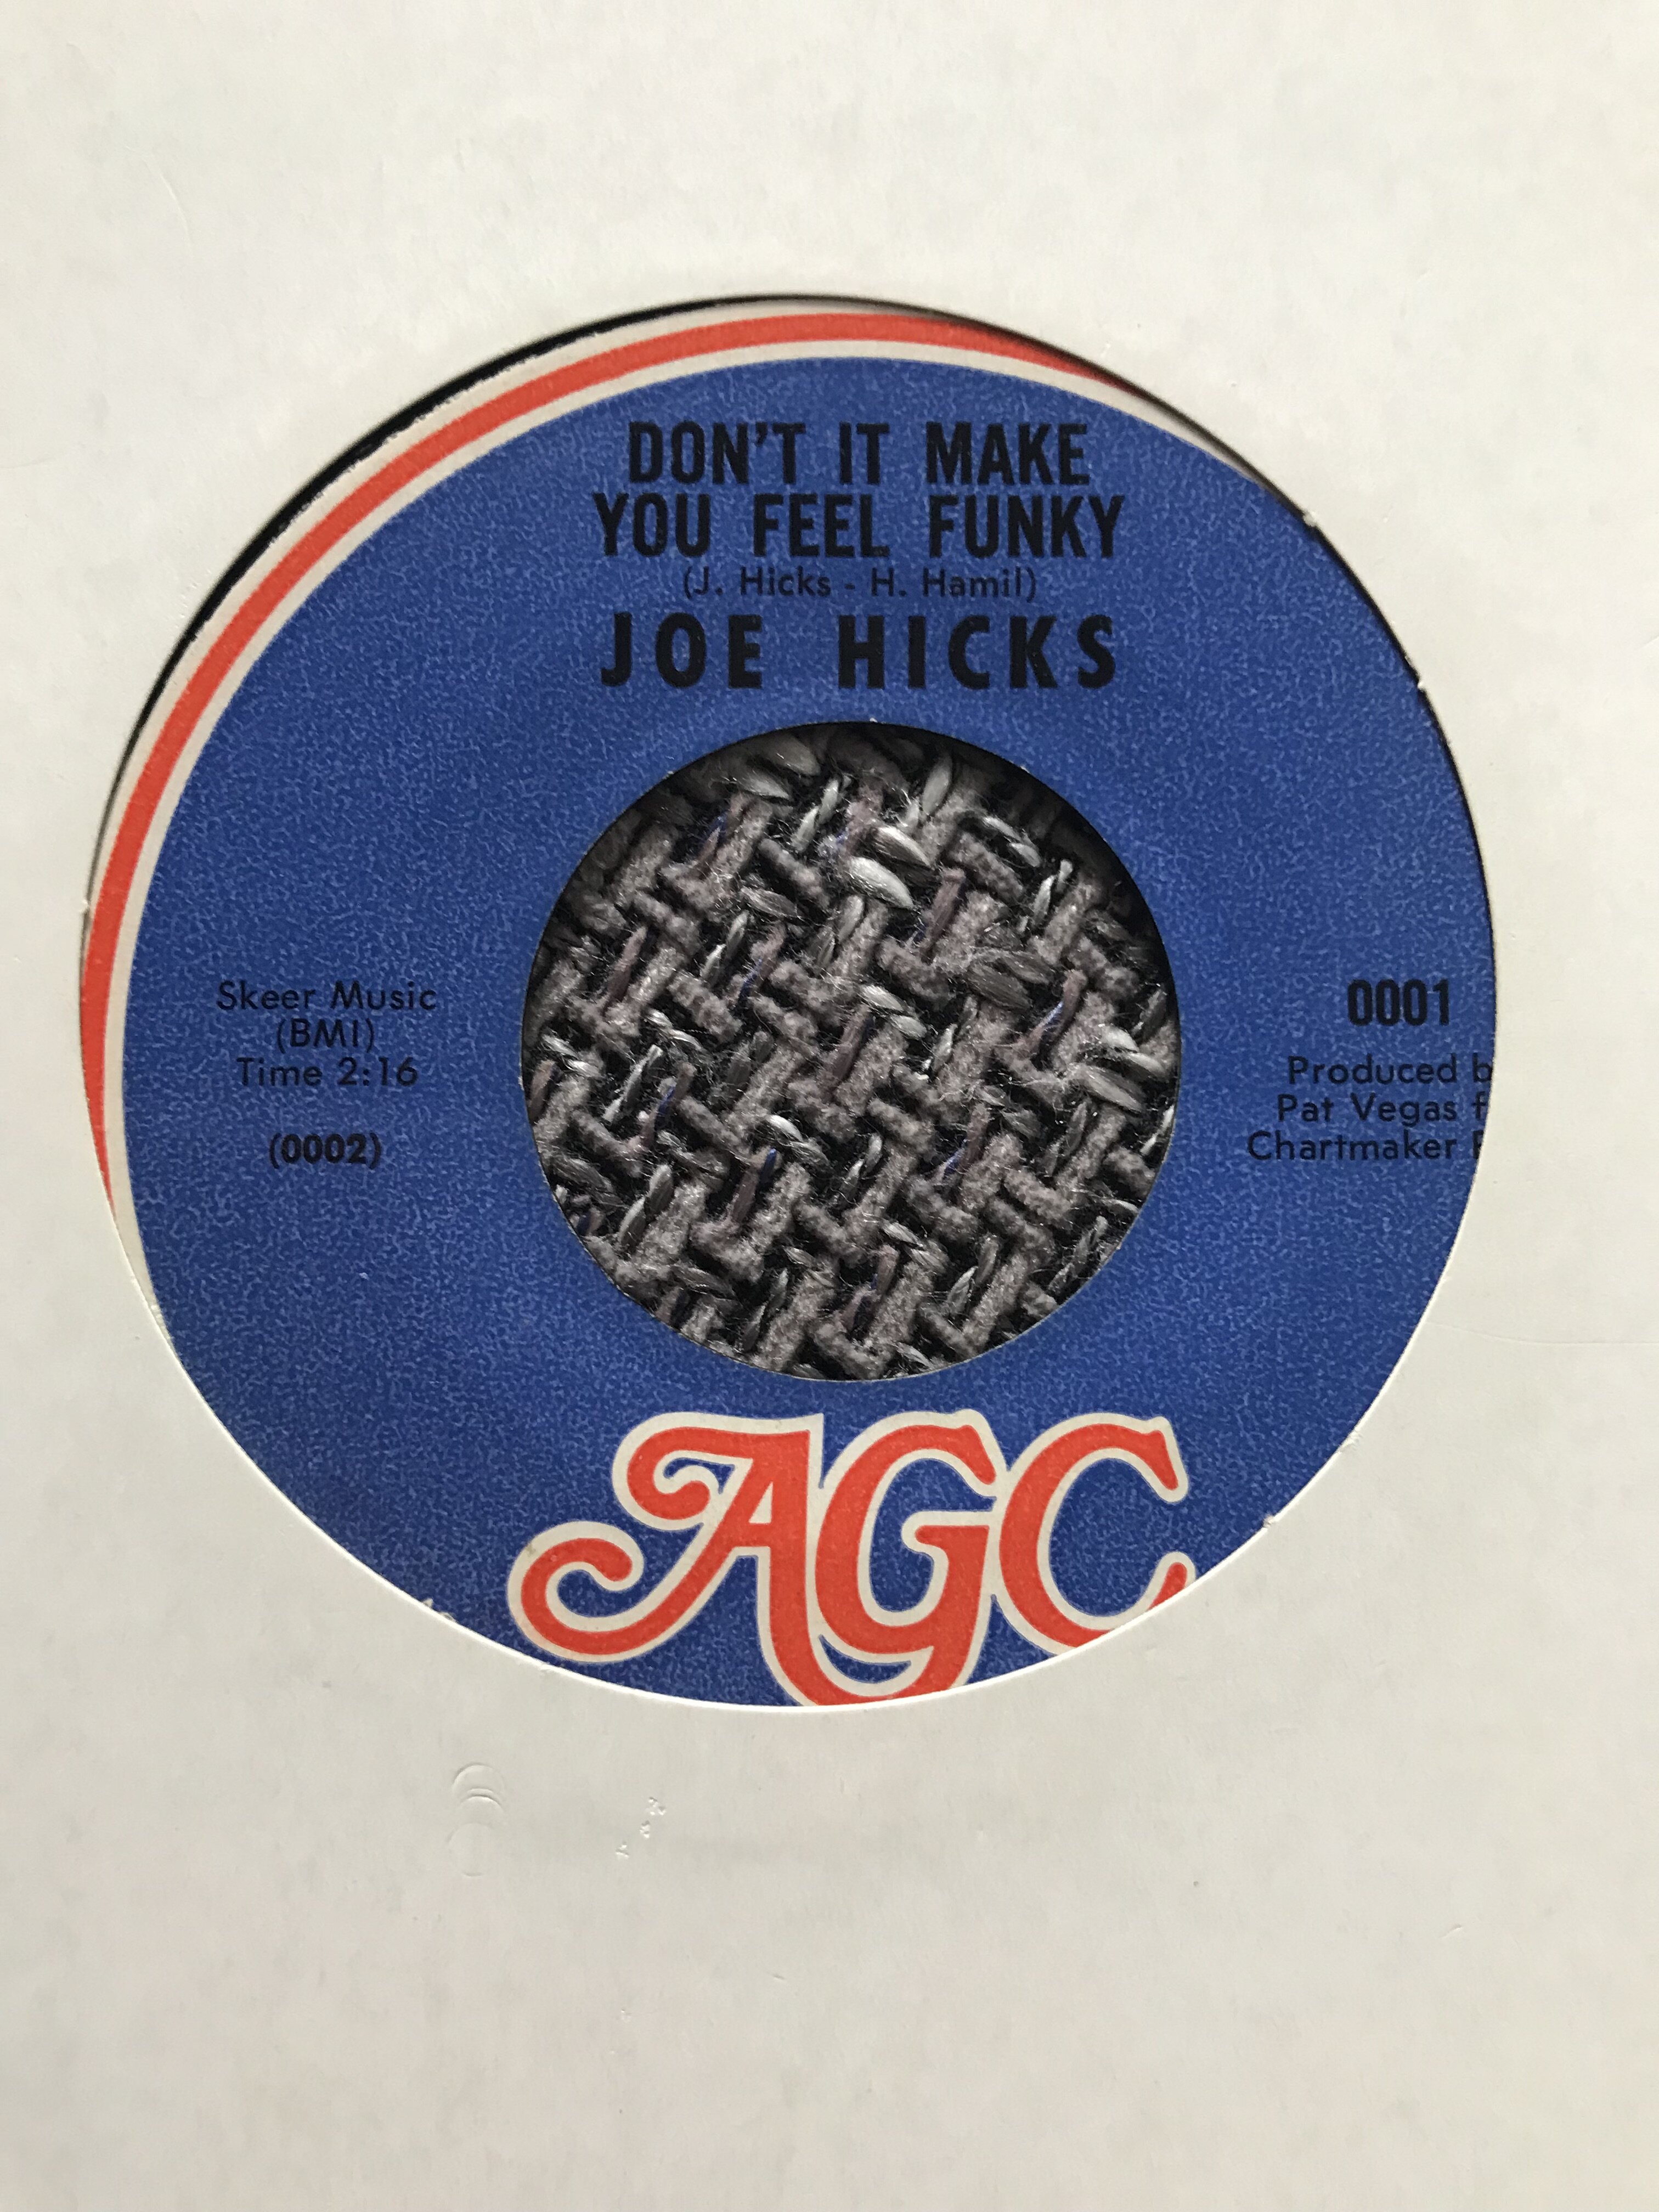 DON'T IT MAKE
YOU FEEL FUNKY
(J. Hicks - H. Hamil)
JOE HICKS
Skeer Music
(BMI)
Time 2:16
(0002)
0001
Produced
Pat Vegas
Chartmaker
AGC